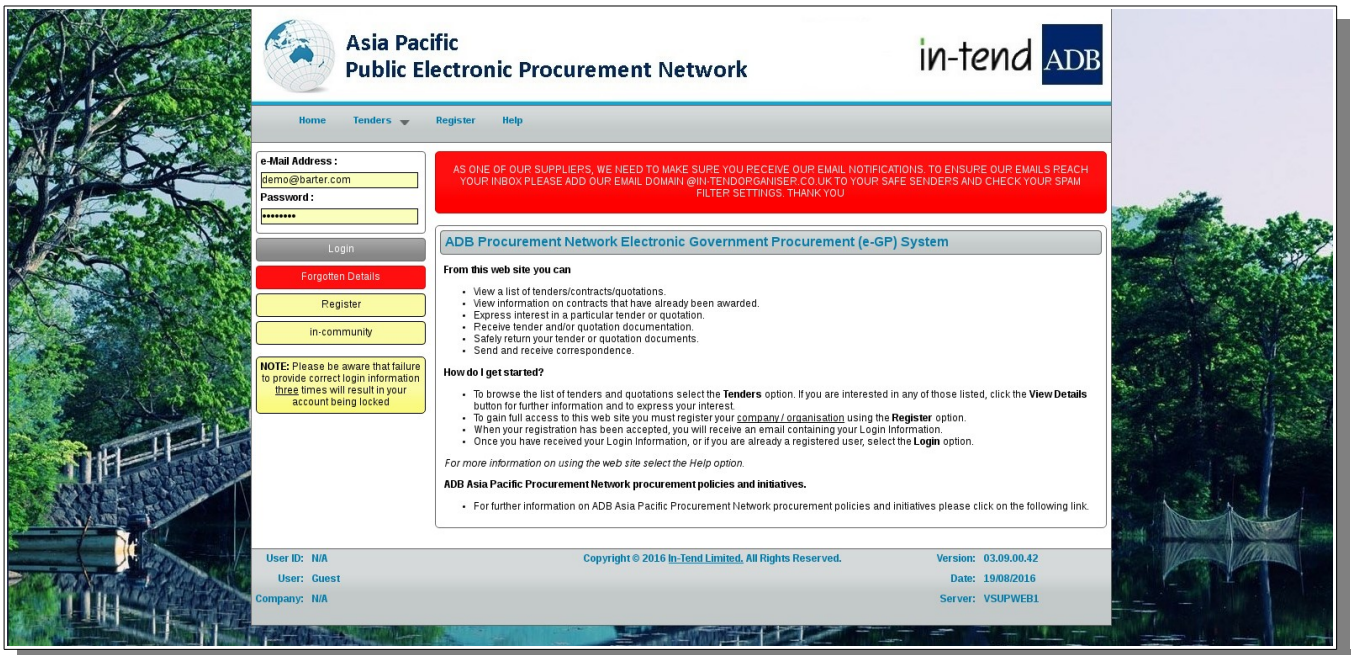 Asia Pacific
Public Electronic Procurement Network
in-tend ADB
Home Tenders Register Help
e-Mail Address :
demo@barter.com
Password :
••••••••
Login
Forgotten Details
Register
in-community
NOTE: Please be aware that failure
to provide correct login information
three times will result in your
account being locked
AS ONE OF OUR SUPPLIERS, WE NEED TO MAKE SURE YOU RECEIVE OUR EMAIL NOTIFICATIONS. TO ENSURE OUR EMAILS REACH
YOUR INBOX PLEASE ADD OUR EMAIL DOMAIN @IN-TENDORGANISER.CO.UK TO YOUR SAFE SENDERS AND CHECK YOUR SPAM
FILTER SETTINGS. THANK YOU
ADB Procurement Network Electronic Government Procurement (e-GP) System
From this web site you can
• View a list of tenders/contracts/quotations.
• View information on contracts that have already been awarded.
• Express interest in a particular tender or quotation.
• Receive tender and/or quotation documentation.
• Safely return your tender or quotation documents.
• Send and receive correspondence.
How do I get started?
• To browse the list of tenders and quotations select the Tenders option. If you are interested in any of those listed, click the View Details
button for further information and to express your interest.
• To gain full access to this web site you must register your company / organisation using the Register option.
• When your registration has been accepted, you will receive an email containing your Login Information.
• Once you have received your Login Information, or if you are already a registered user, select the Login option.
For more information on using the web site select the Help option.
ADB Asia Pacific Procurement Network procurement policies and initiatives.
• For further information on ADB Asia Pacific Procurement Network procurement policies and initiatives please click on the following link.
User ID: N/A
User: Guest
Company: N/A
Copyright © 2016 In-Tend Limited. All Rights Reserved.
Version: 03.09.00.42
Date: 19/08/2016
Server: VSUPWEB1